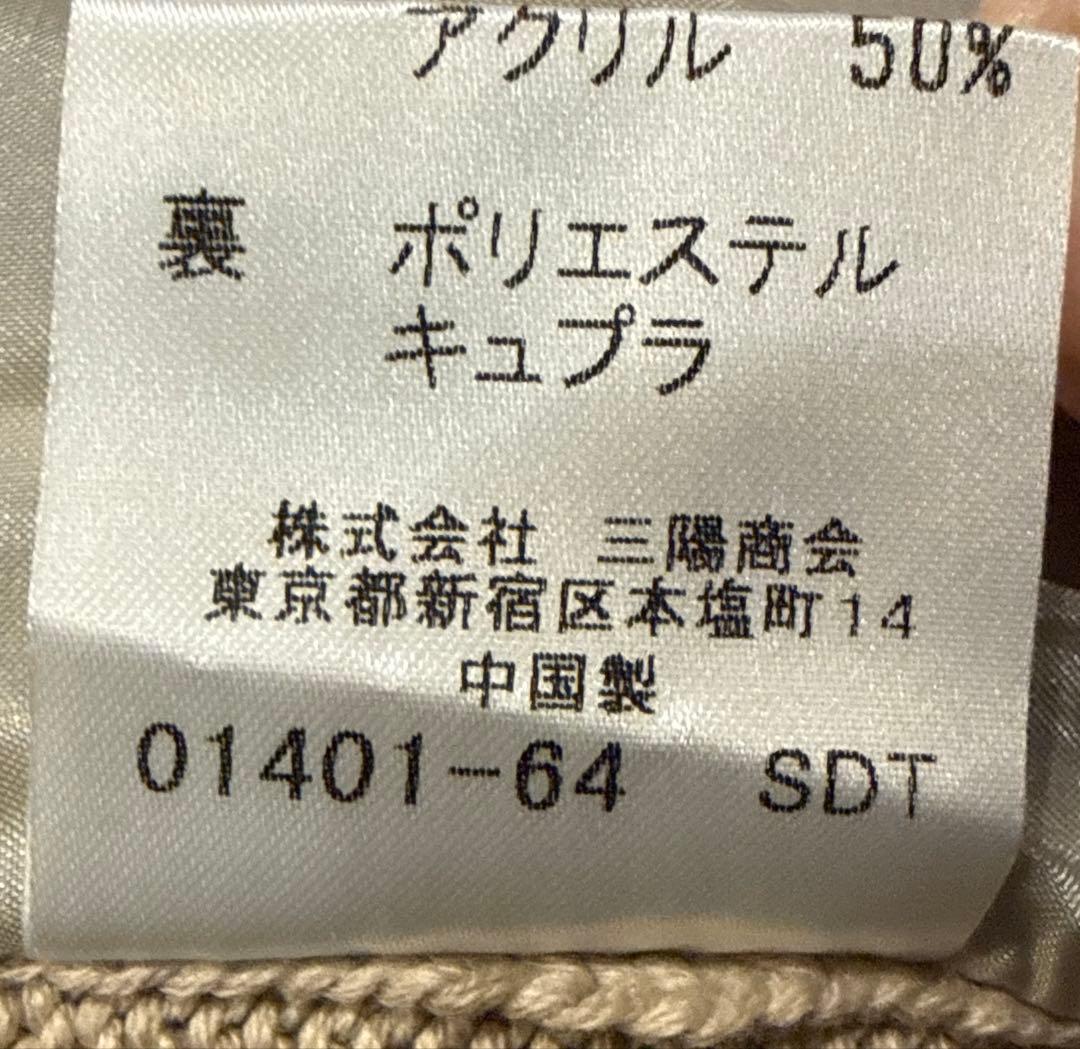 アクリル 50%
裏 ポリエステル
キュプラ
株式会社 三陽商会
東京都新宿区本塩町14
中国製
01401-64 SDT